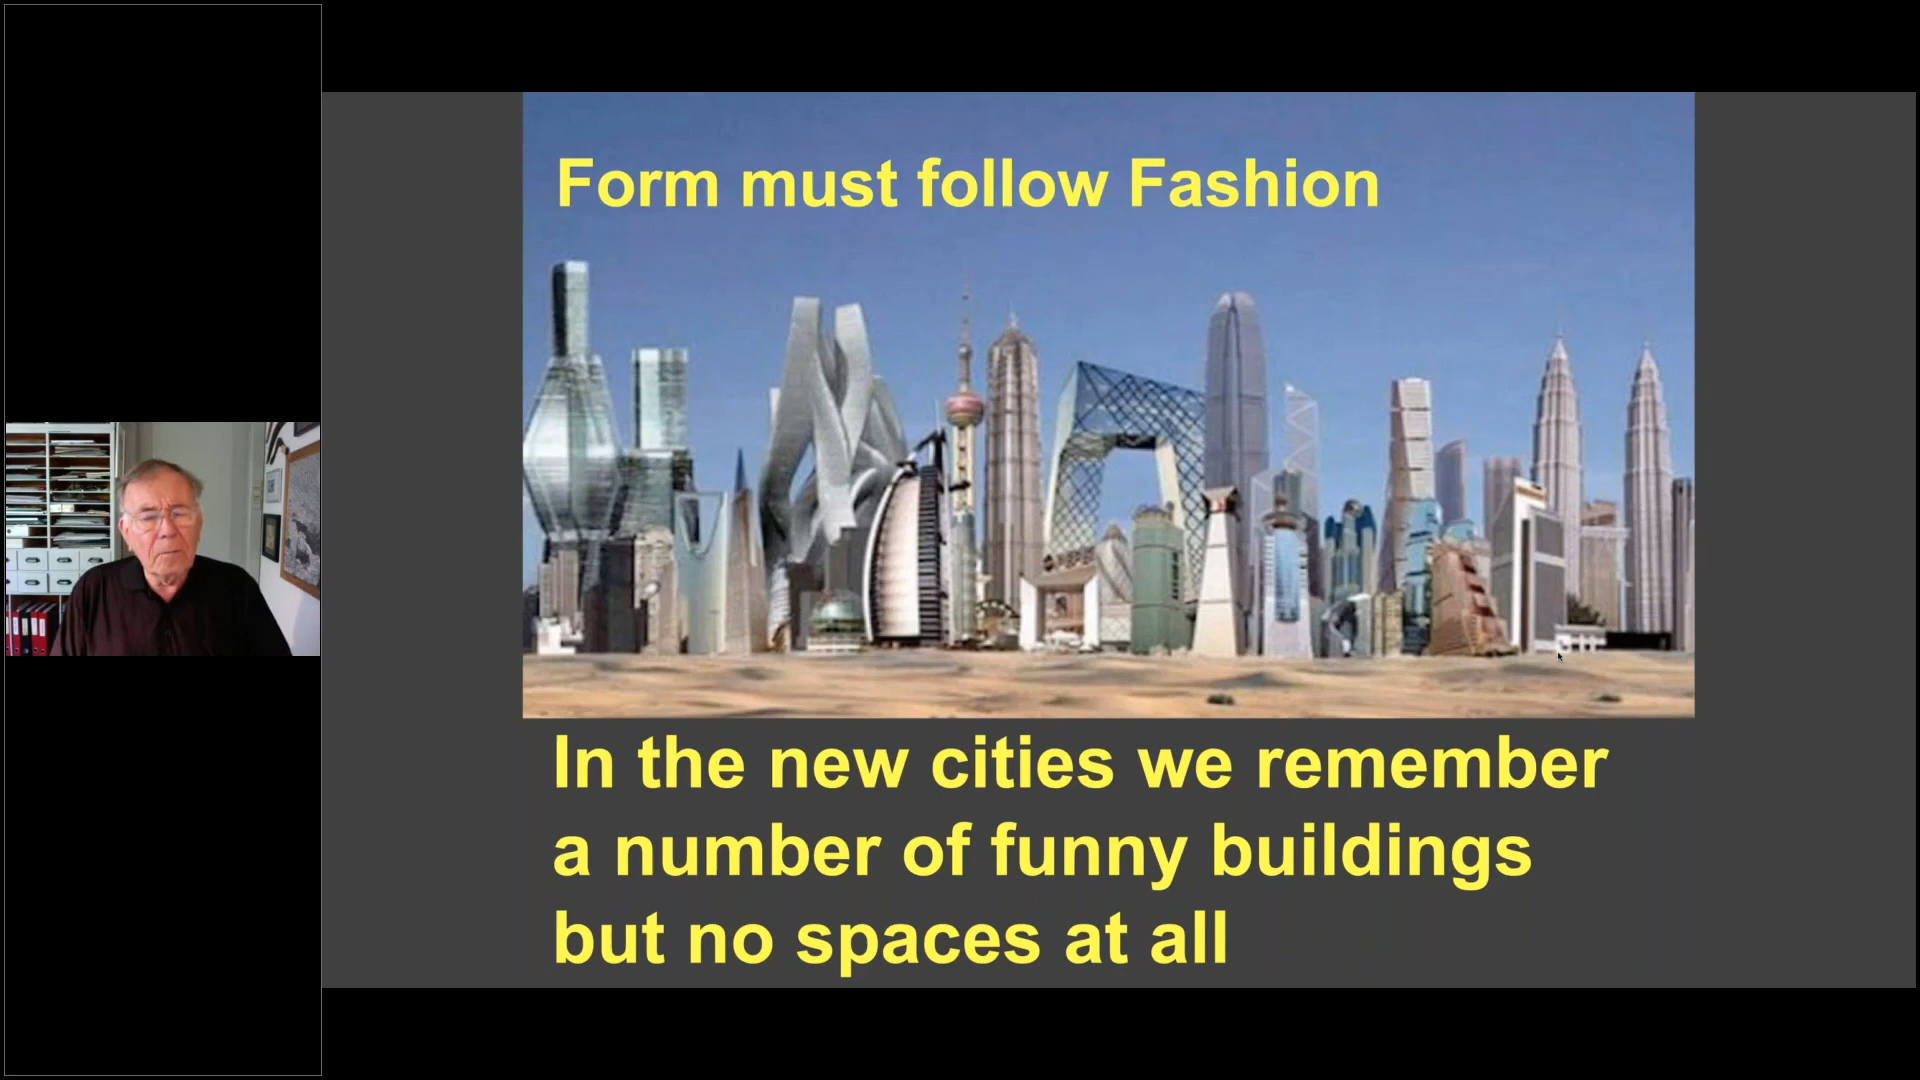 Form must follow Fashion
In the new cities we remember
a number of funny buildings
but no spaces at all